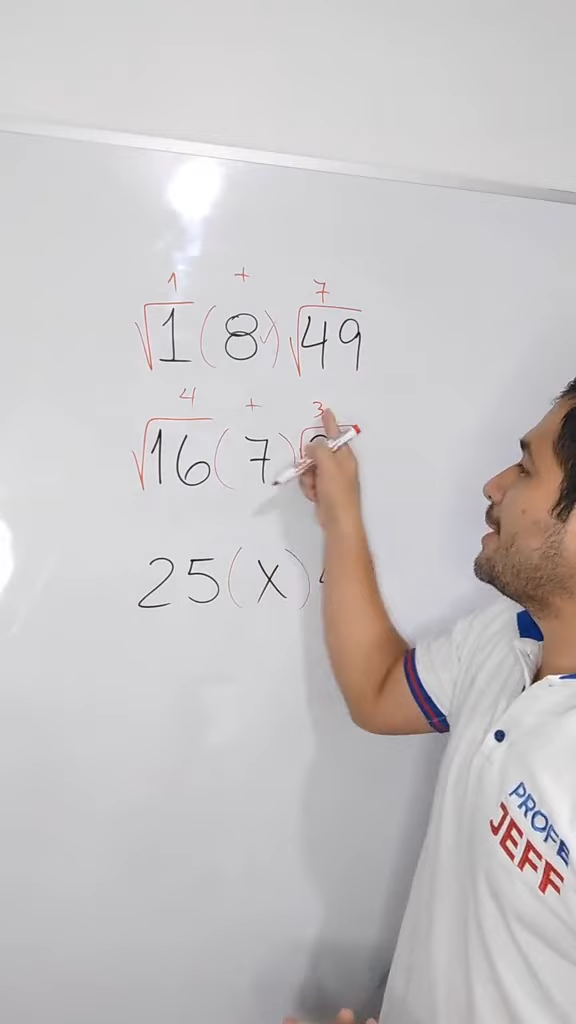 1 + 7
√1 (8) √49
4 + 3
√16 (7) √
25 (x)
PROFE
JEFF